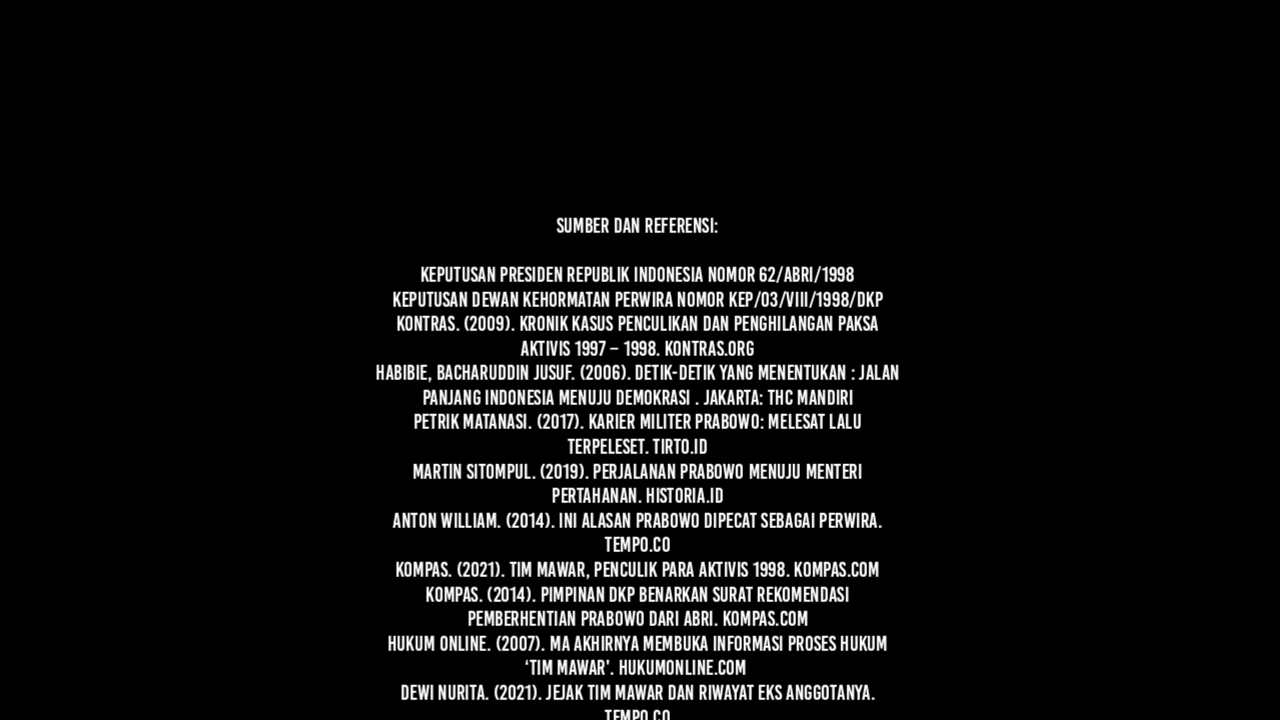 SUMBER DAN REFERENSI:
KEPUTUSAN PRESIDEN REPUBLIK INDONESIA NOMOR 62/ABRI/1998
KEPUTUSAN DEWAN KEHORMATAN PERWIRA NOMOR KEP/03/VIII/1998/DKP
KONTRAS. (2009). KRONIK KASUS PENCULIKAN DAN PENGHILANGAN PAKSA
AKTIVIS 1997 – 1998. KONTRAS.ORG
HABIBIE, BACHARUDDIN JUSUF. (2006). DETIK-DETIK YANG MENENTUKAN : JALAN
PANJANG INDONESIA MENUJU DEMOKRASI . JAKARTA: THC MANDIRI
PETRIK MATANASI. (2017). KARIER MILITER PRABOWO: MELESAT LALU
TERPELESET. TIRTO.ID
MARTIN SITOMPUL. (2019). PERJALANAN PRABOWO MENUJU MENTERI
PERTAHANAN. HISTORIA.ID
ANTON WILLIAM. (2014). INI ALASAN PRABOWO DIPECAT SEBAGAI PERWIRA.
TEMPO.CO
KOMPAS. (2021). TIM MAWAR, PENCULIK PARA AKTIVIS 1998. KOMPAS.COM
KOMPAS. (2014). PIMPINAN DKP BENARKAN SURAT REKOMENDASI
PEMBERHENTIAN PRABOWO DARI ABRI. KOMPAS.COM
HUKUM ONLINE. (2007). MA AKHIRNYA MEMBUKA INFORMASI PROSES HUKUM
‘TIM MAWAR’. HUKUMONLINE.COM
DEWI NURITA. (2021). JEJAK TIM MAWAR DAN RIWAYAT EKS ANGGOTANYA.
TEMPO.CO